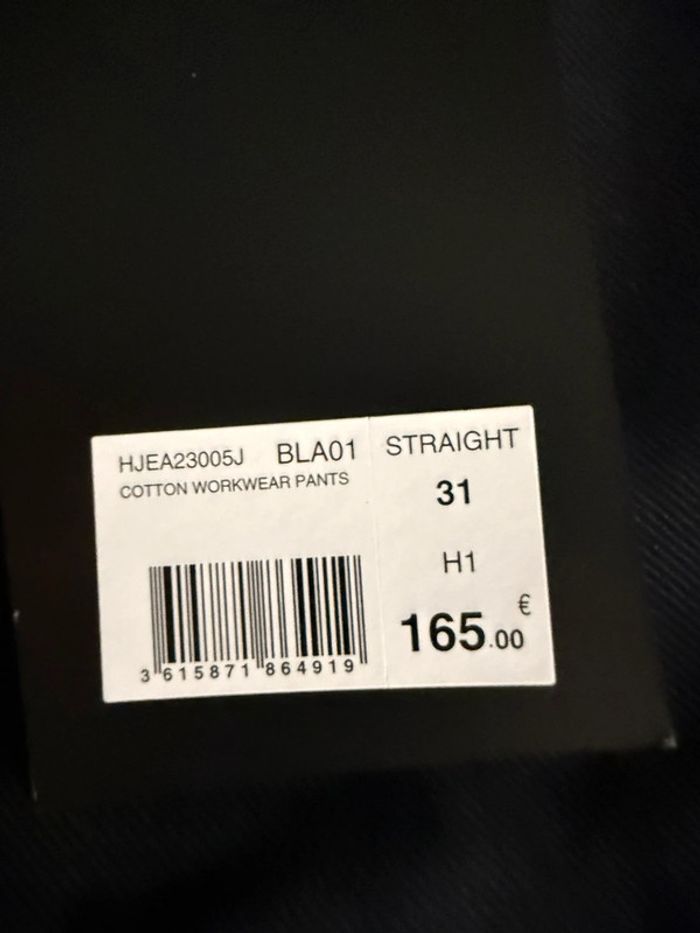 HJEA23005J BLA01
COTTON WORKWEAR PANTS
3 615871 864919
STRAIGHT
31
H1
€
165.00